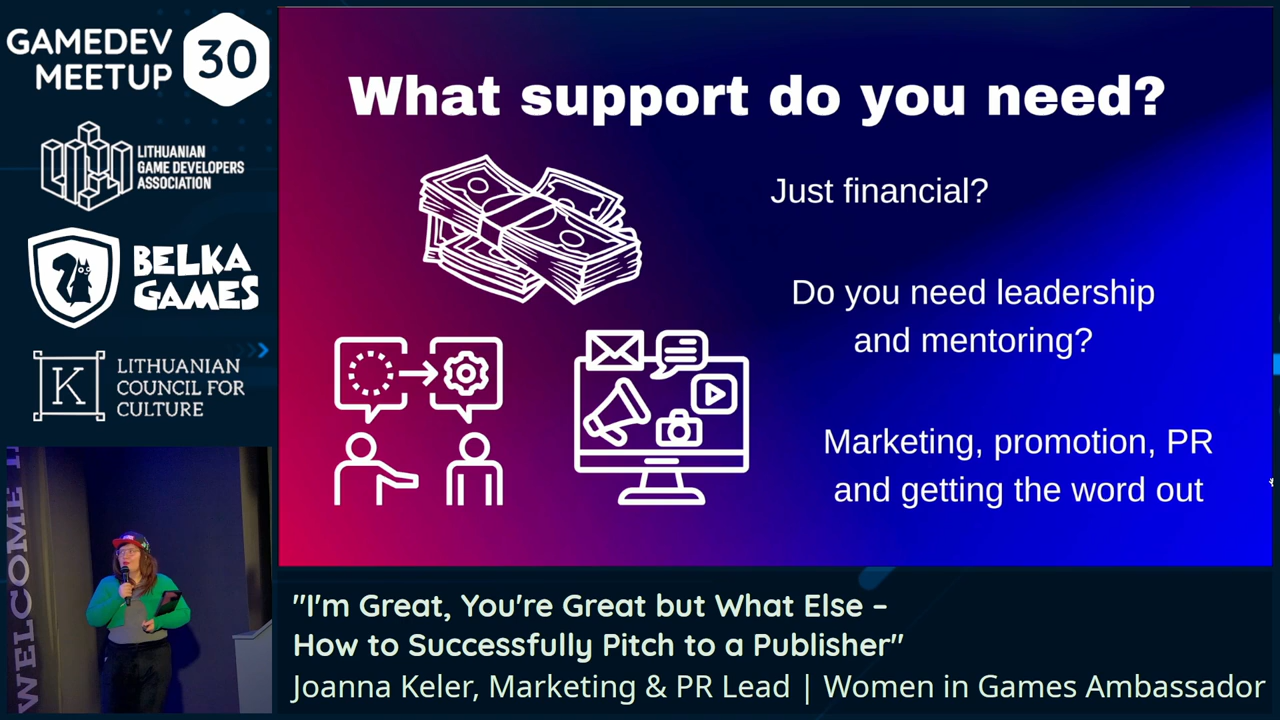 GAMEDEV
MEETUP
30
LITHUANIAN
GAME DEVELOPERS
ASSOCIATION
BELKA
GAMES
K
LITHUANIAN
COUNCIL FOR
CULTURE
What support do you need?
Just financial?
Do you need leadership
and mentoring?
Marketing, promotion, PR
and getting the word out
WELCOME
"I'm Great, You're Great but What Else –
How to Successfully Pitch to a Publisher"
Joanna Keler, Marketing & PR Lead | Women in Games Ambassador